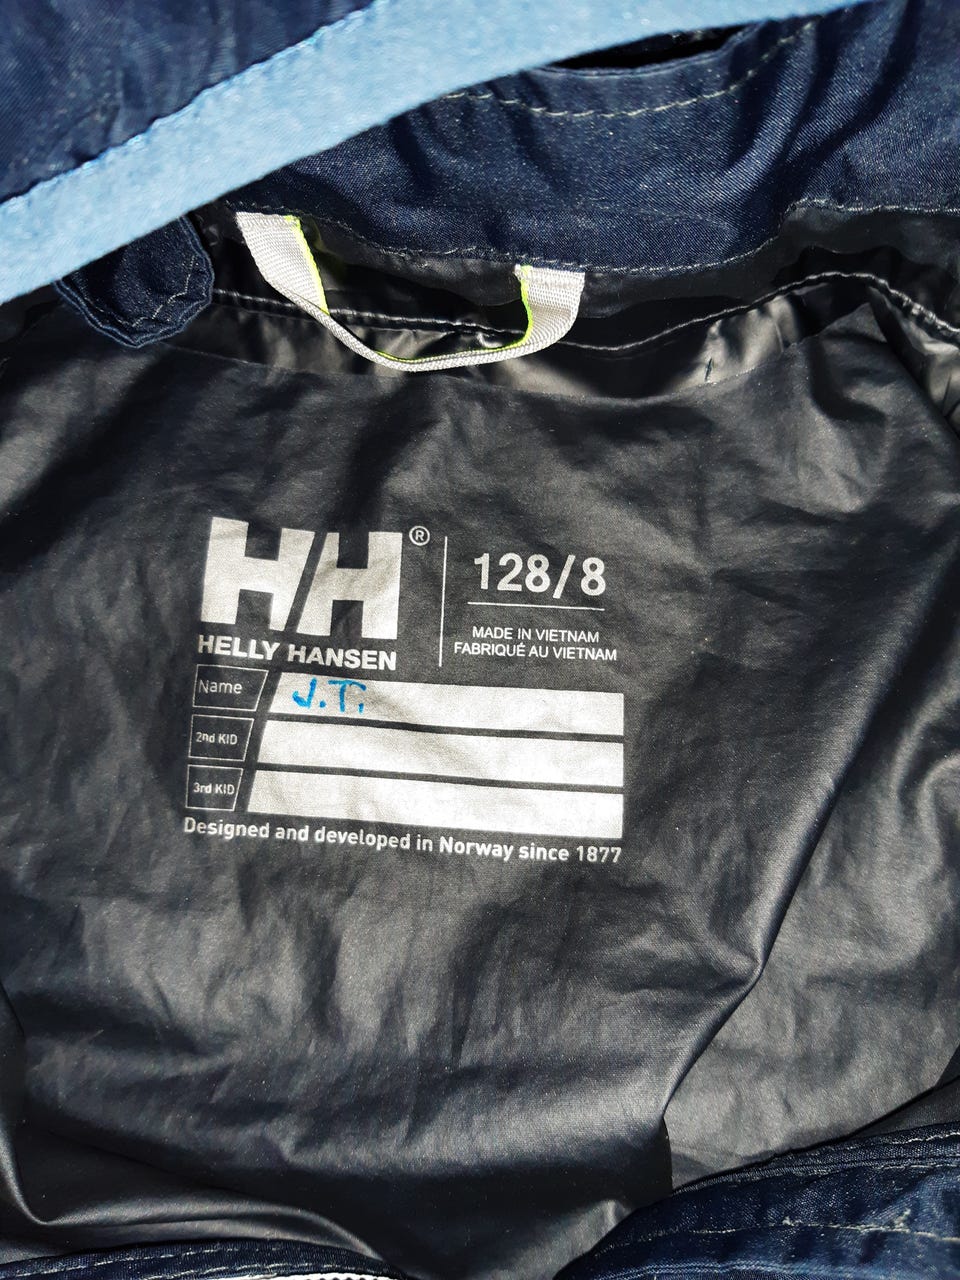 HH®
HELLY HANSEN
128/8
MADE IN VIETNAM
FABRIQUÉ AU VIETNAM
Name J.T.
2nd KID
3rd KID
Designed and developed in Norway since 1877